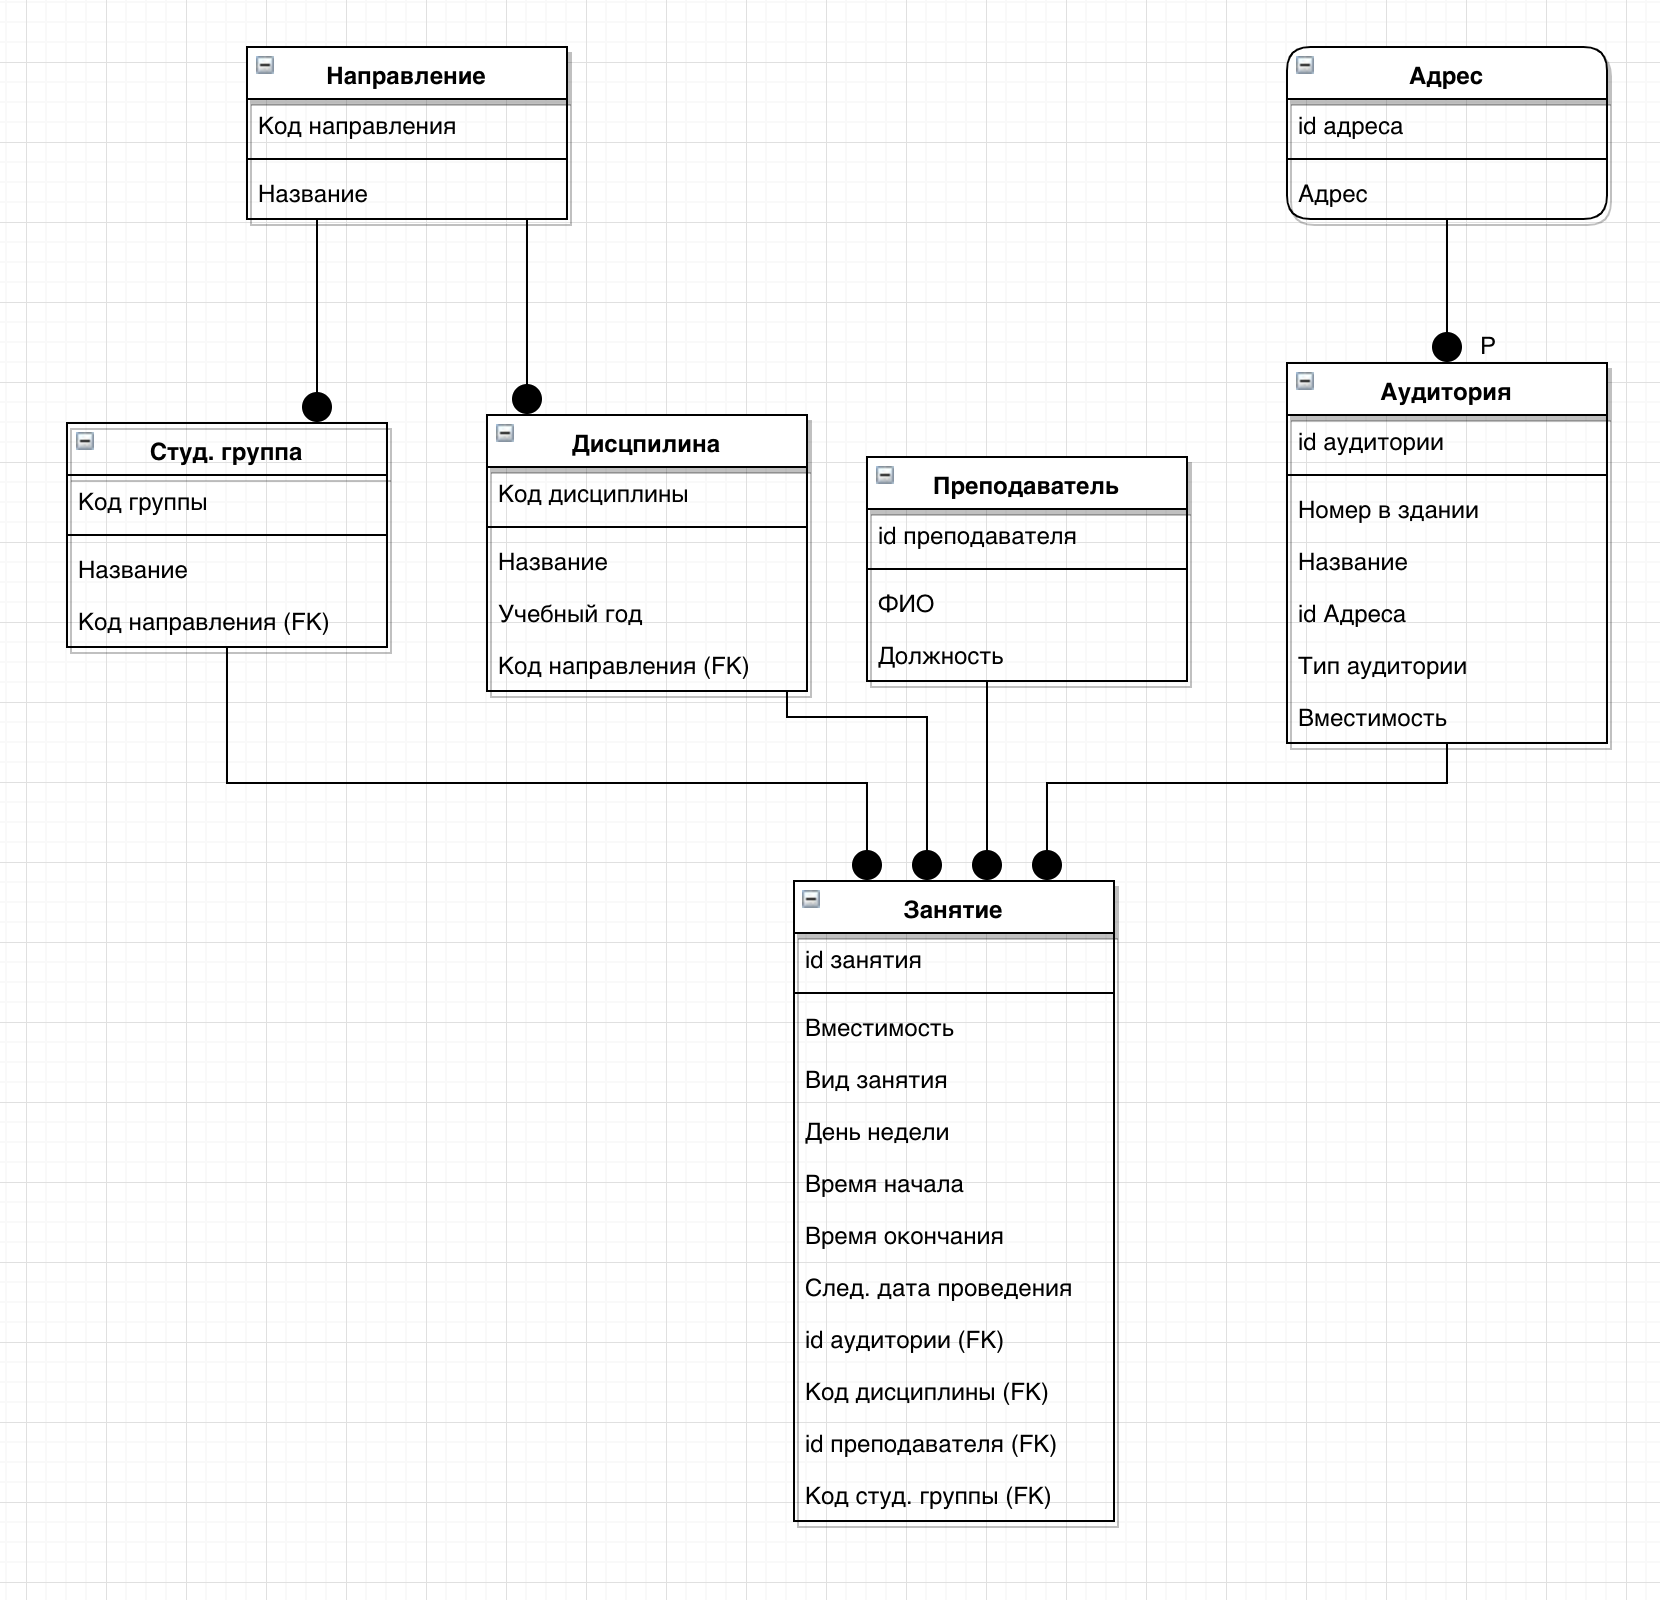 Направление
Код направления
Название
Адрес
id адреса
Адрес
P
Студ. группа
Код группы
Название
Код направления (FK)
Дисцпилина
Код дисциплины
Название
Учебный год
Код направления (FK)
Преподаватель
id преподавателя
ФИО
Должность
Аудитория
id аудитории
Номер в здании
Название
id Адреса
Тип аудитории
Вместимость
Занятие
id занятия
Вместимость
Вид занятия
День недели
Время начала
Время окончания
След. дата проведения
id аудитории (FK)
Код дисциплины (FK)
id преподавателя (FK)
Код студ. группы (FK)